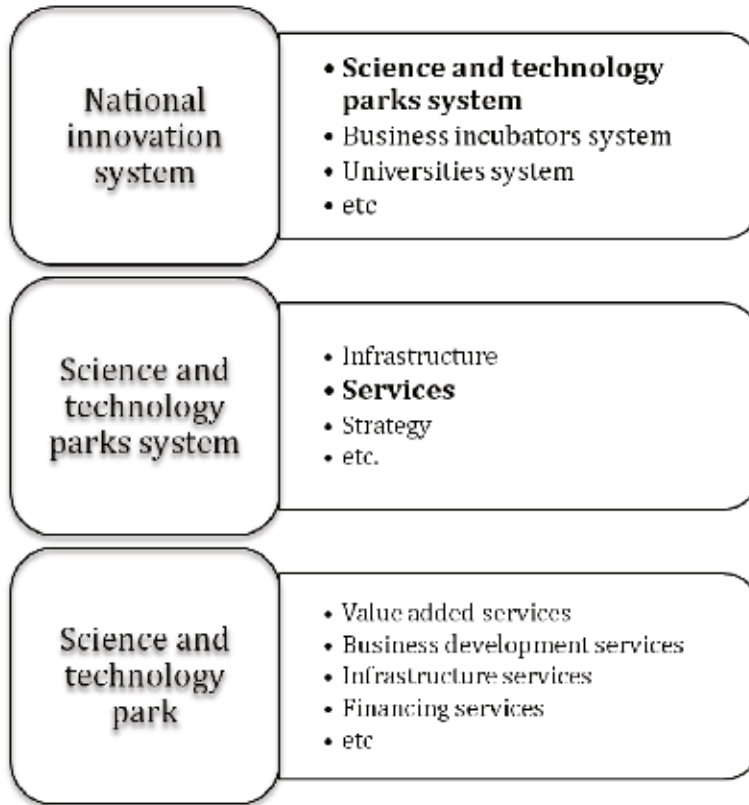 National
innovation
system
• Science and technology
parks system
• Business incubators system
• Universities system
• etc
Science and
technology
parks system
• Infrastructure
• Services
• Strategy
• etc.
Science and
technology
park
• Value added services
• Business development services
• Infrastructure services
• Financing services
• etc